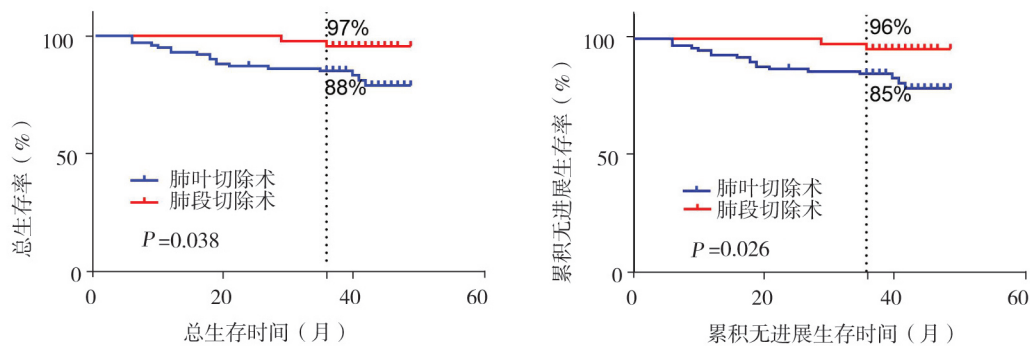 97%
100
88%
50
总生存率（%）
肺叶切除术
肺段切除术
P=0.038
0
0 20 40 60
总生存时间（月）
96%
100
85%
50
累积无进展生存率（%）
肺叶切除术
肺段切除术
P=0.026
0
0 20 40 60
累积无进展生存时间（月）